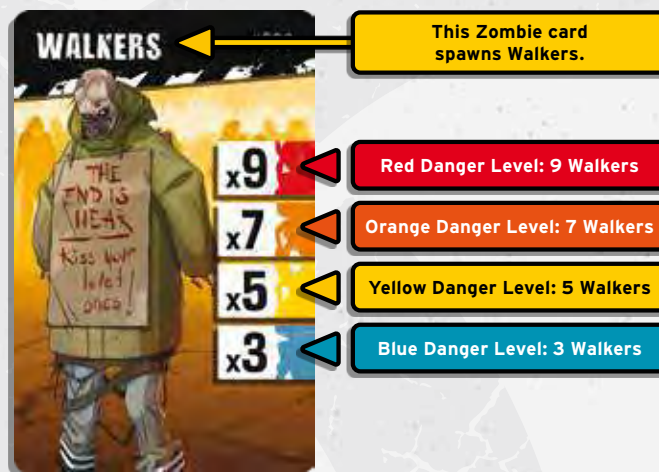 WALKERS
This Zombie card
spawns Walkers.
THE
END IS
NEAR
Kiss your
ones!
x9
Red Danger Level: 9 Walkers
x7
Orange Danger Level: 7 Walkers
x5
Yellow Danger Level: 5 Walkers
x3
Blue Danger Level: 3 Walkers